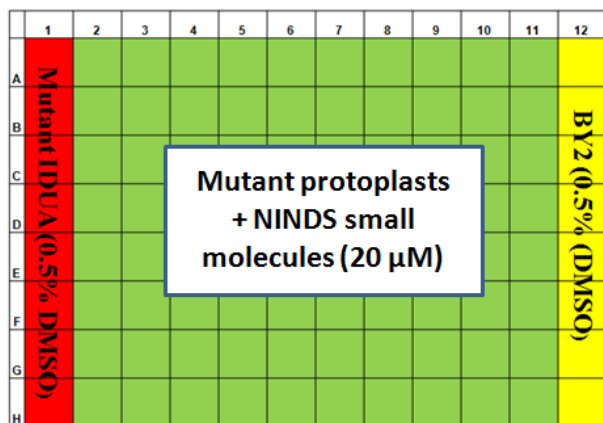 1 2 3 4 5 6 7 8 9 10 11 12
A
B
C
D
E
F
G
H
Mutant IDUA (0.5% DMSO)
Mutant protoplasts
+ NINDS small
molecules (20 µM)
BY2 (0.5% (DMSO)